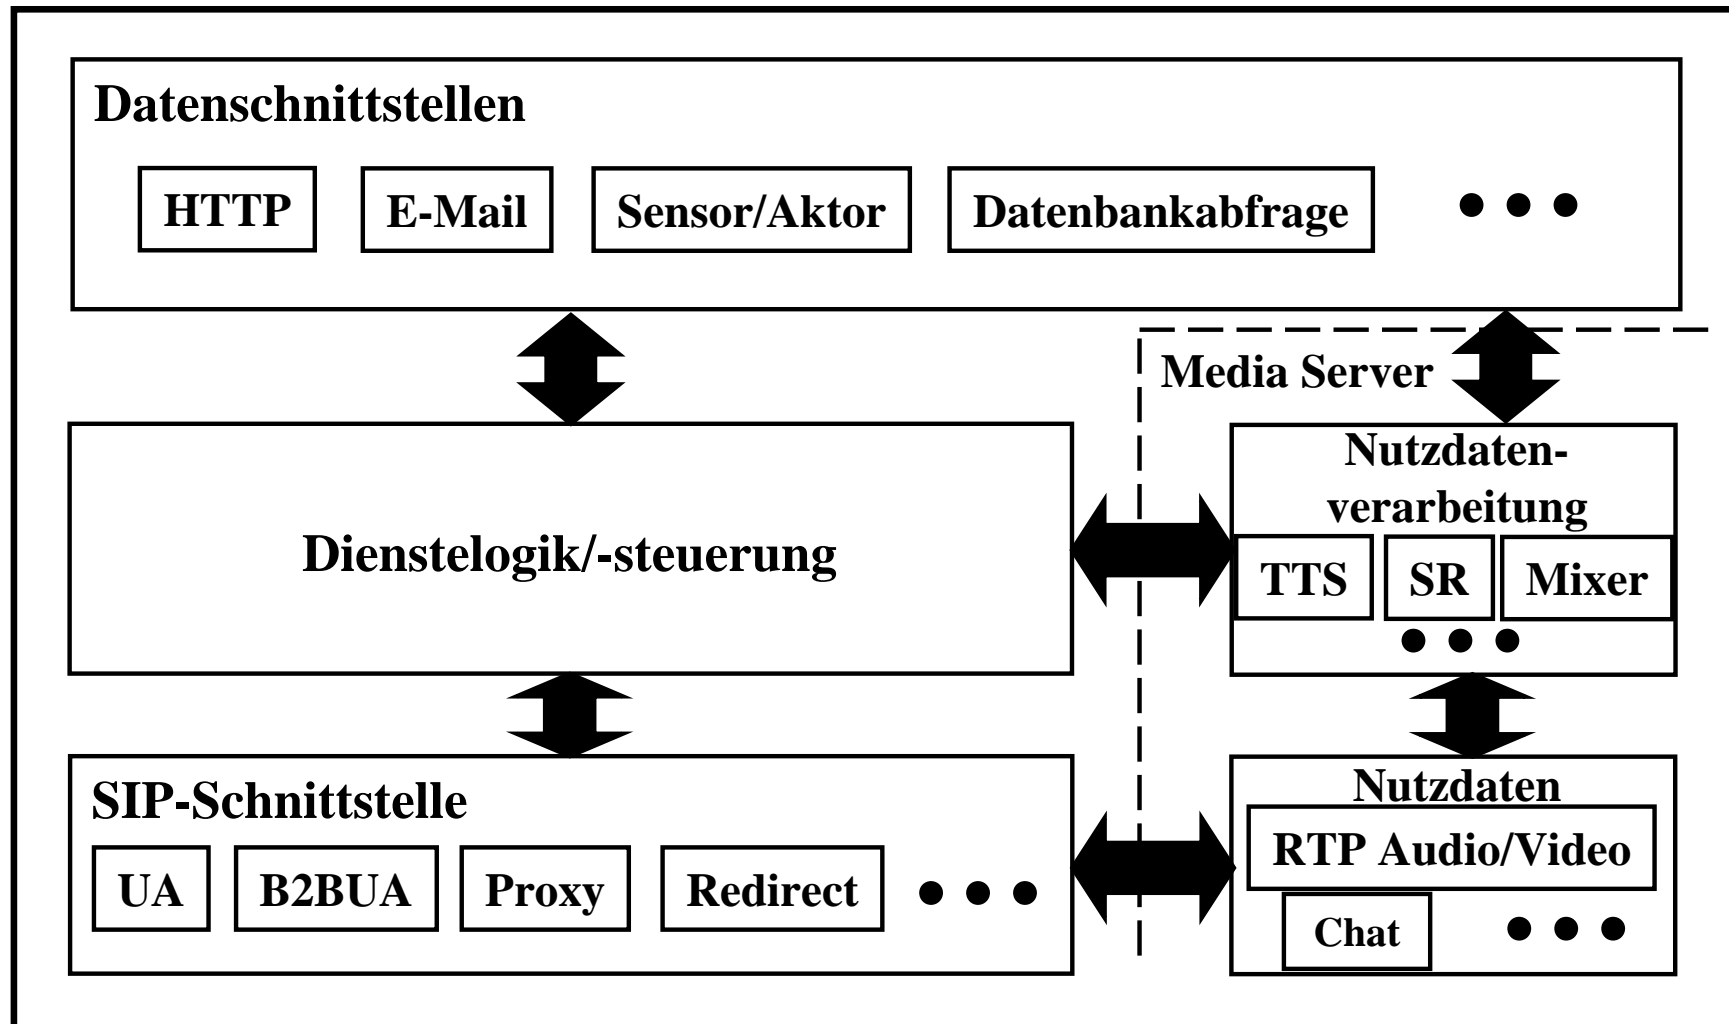 Datenschnittstellen
HTTP
E-Mail
Sensor/Aktor
Datenbankabfrage
Media Server
Dienstelogik/-steuerung
Nutzdaten-
verarbeitung
TTS
SR
Mixer
SIP-Schnittstelle
UA
B2BUA
Proxy
Redirect
Nutzdaten
RTP Audio/Video
Chat